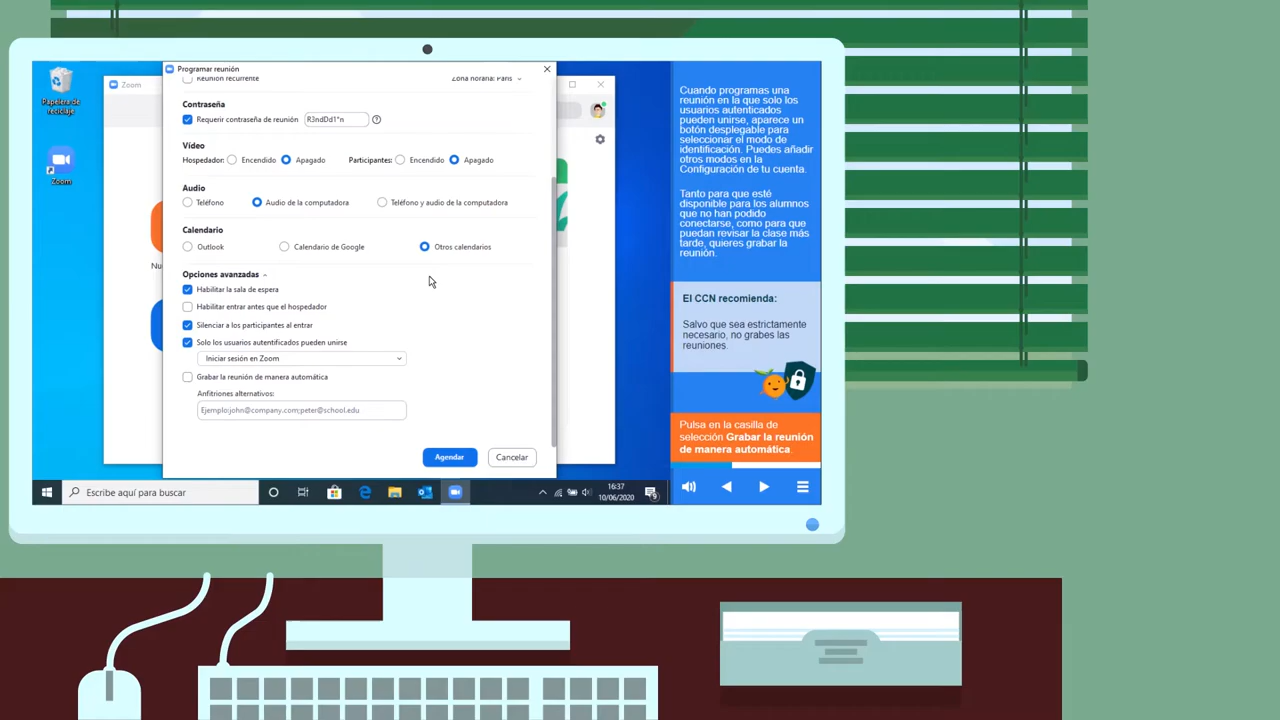 Papelera de
reciclaje
Zoom
Zoom
Programar reunión
Reunión recurrente
Zona horaria: París
Contraseña
Requerir contraseña de reunión
R3ndDd1*n
Vídeo
Hospedador:
Encendido
Apagado
Participantes:
Encendido
Apagado
Audio
Teléfono
Audio de la computadora
Teléfono y audio de la computadora
Calendario
Outlook
Calendario de Google
Otros calendarios
Opciones avanzadas
Habilitar la sala de espera
Habilitar entrar antes que el hospedador
Silenciar a los participantes al entrar
Solo los usuarios autentificados pueden unirse
Iniciar sesión en Zoom
Grabar la reunión de manera automática
Anfitriones alternativos:
Ejemplo:john@company.com;peter@school.edu
Agendar
Cancelar
Escribe aquí para buscar
16:37
10/06/2020
Cuando programas una
reunión en la que solo los
usuarios autenticados
pueden unirse, aparece un
botón desplegable para
seleccionar el modo de
identificación. Puedes añadir
otros modos en la
Configuración de tu cuenta.
Tanto para que esté
disponible para los alumnos
que no han podido
conectarse, como para que
puedan revisar la clase más
tarde, quieres grabar la
reunión.
El CCN recomienda:
Salvo que sea estrictamente
necesario, no grabes las
reuniones.
Pulsa en la casilla de
selección Grabar la reunión
de manera automática.